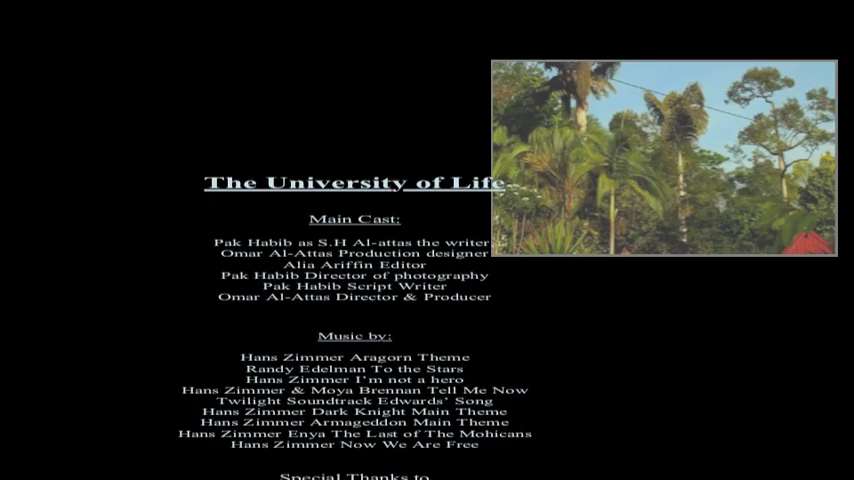 The University of Life
Main Cast:
Pak Habib as S.H Al-attas the writer
Omar Al-Attas Production designer
Alia Ariffin Editor
Pak Habib Director of photography
Pak Habib Script Writer
Omar Al-Attas Director & Producer
Music by:
Hans Zimmer Aragorn Theme
Randy Edelman To the Stars
Hans Zimmer I'm not a hero
Hans Zimmer & Moya Brennan Tell Me Now
Twilight Soundtrack Edwards' Song
Hans Zimmer Dark Knight Main Theme
Hans Zimmer Armageddon Main Theme
Hans Zimmer Enya The Last of The Mohicans
Hans Zimmer Now We Are Free
Special Thanks to